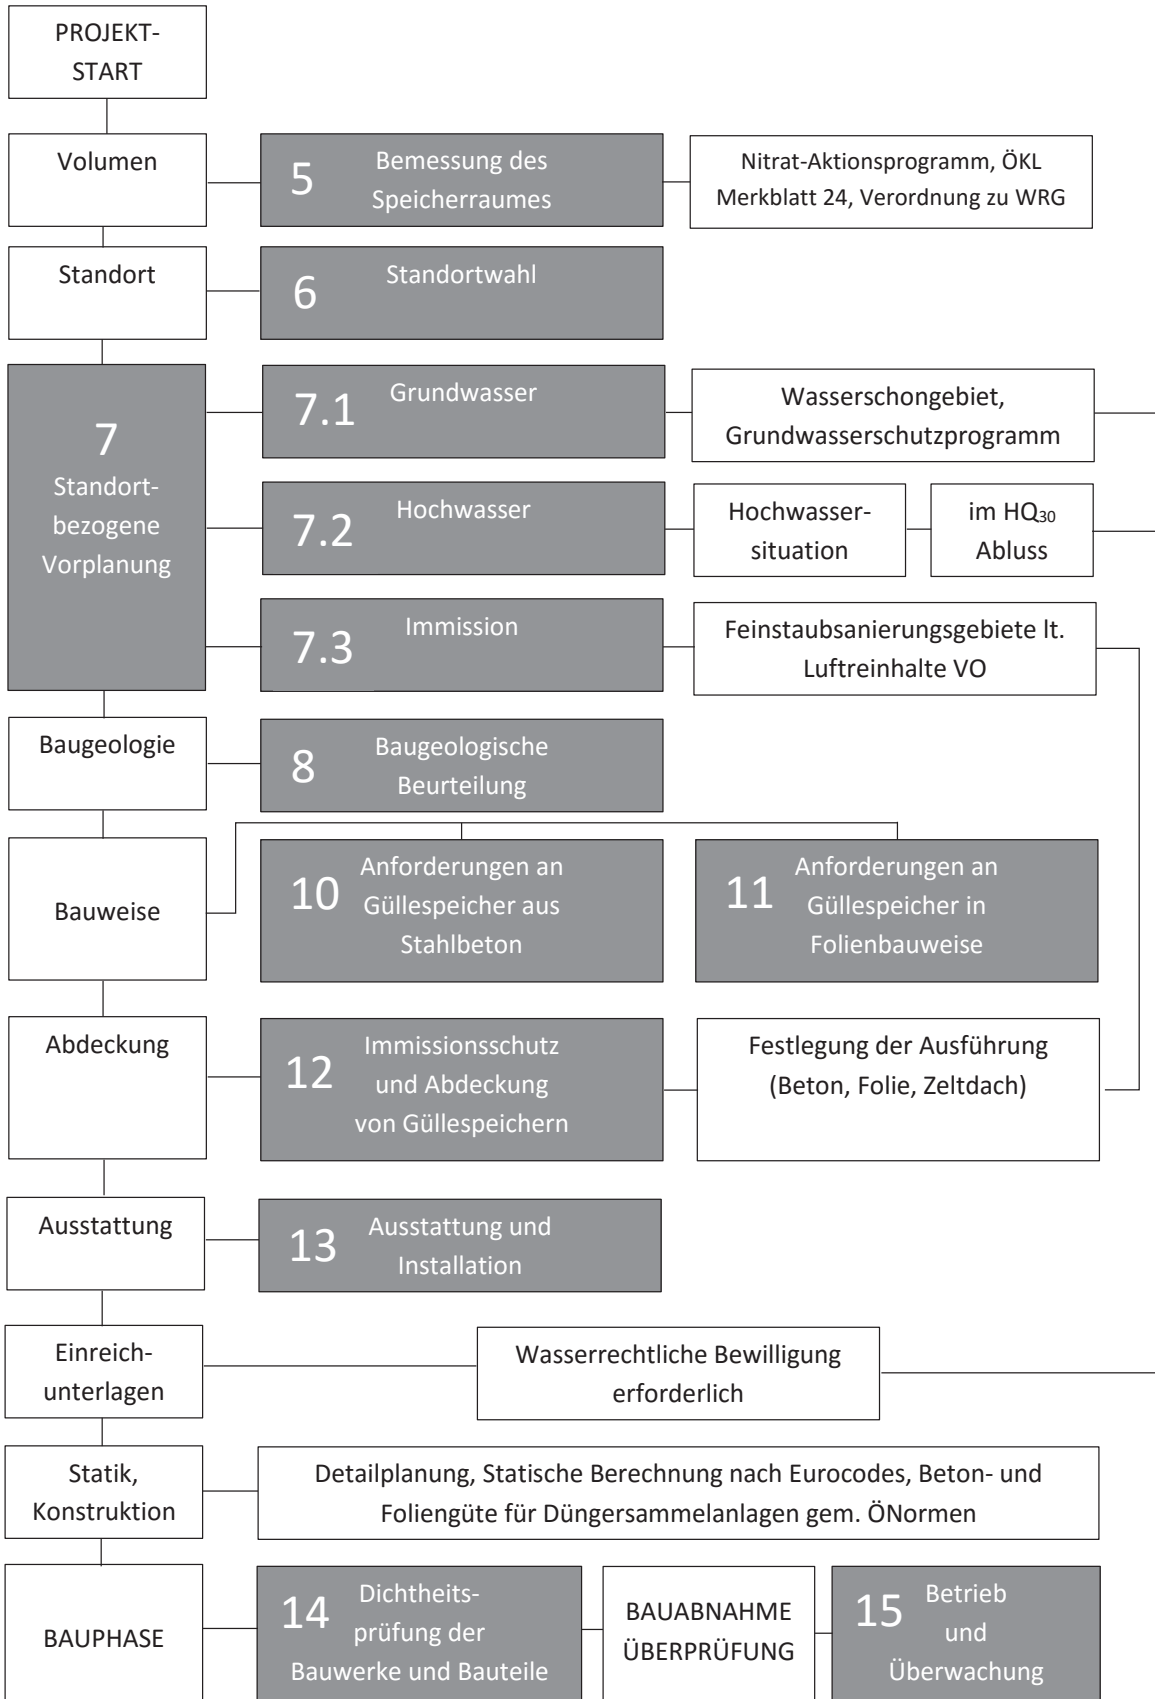 PROJEKT-
START
Volumen
5
Bemessung des
Speicherraumes
Nitrat-Aktionsprogramm, ÖKL
Merkblatt 24, Verordnung zu WRG
Standort
6
Standortwahl
7
Standort-
bezogene
Vorplanung
7.1
Grundwasser
Wasserschongebiet,
Grundwasserschutzprogramm
7.2
Hochwasser
Hochwasser-
situation
im HQ30
Abluss
7.3
Immission
Feinstaubsanierungsgebiete lt.
Luftreinhalte VO
Baugeologie
8
Baugeologische
Beurteilung
Bauweise
10
Anforderungen an
Güllespeicher aus
Stahlbeton
11
Anforderungen an
Güllespeicher in
Folienbauweise
Abdeckung
12
Immissionsschutz
und Abdeckung
von Güllespeichern
Festlegung der Ausführung
(Beton, Folie, Zeltdach)
Ausstattung
13
Ausstattung und
Installation
Einreich-
unterlagen
Wasserrechtliche Bewilligung
erforderlich
Statik,
Konstruktion
Detailplanung, Statische Berechnung nach Eurocodes, Beton- und
Foliengüte für Düngersammelanlagen gem. ÖNormen
BAUPHASE
14
Dichtheits-
prüfung der
Bauwerke und Bauteile
BAUABNAHME
ÜBERPRÜFUNG
15
Betrieb
und
Überwachung